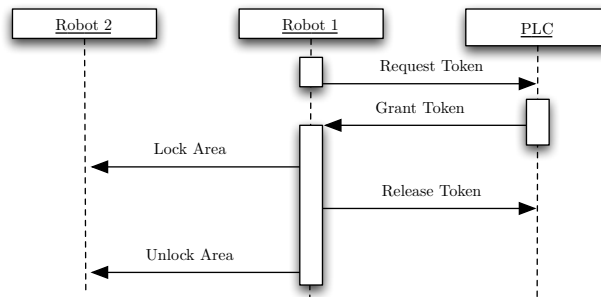 Robot 2
Robot 1
PLC
Request Token
Grant Token
Lock Area
Release Token
Unlock Area